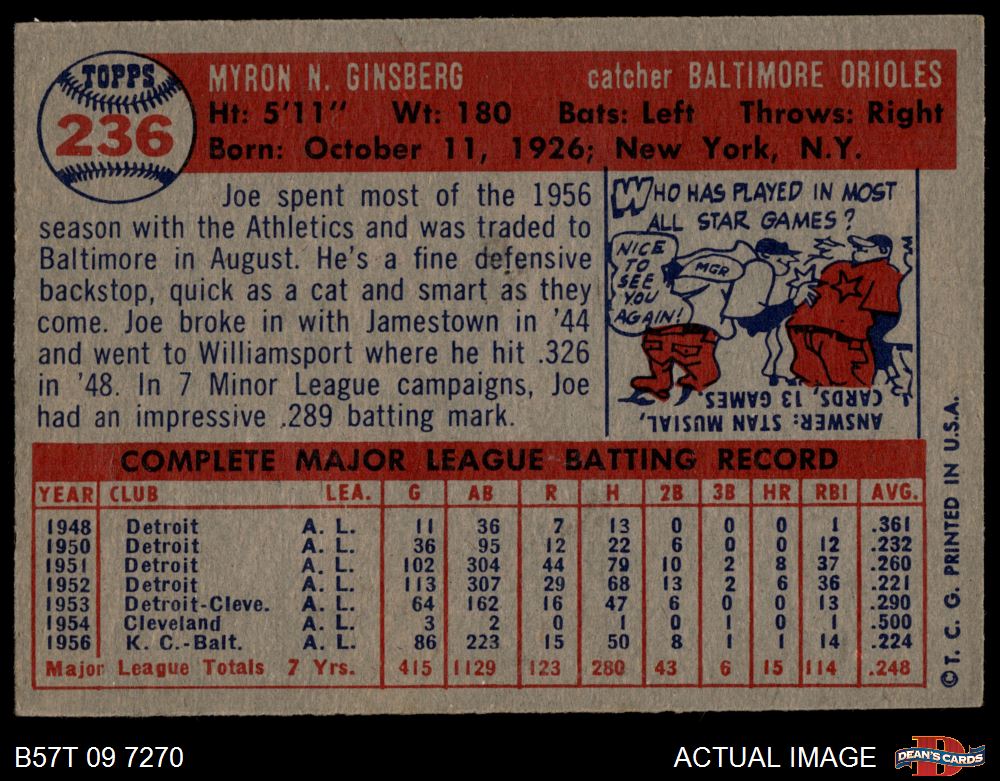 TOPPS
236
MYRON N. GINSBERG catcher BALTIMORE ORIOLES
Ht: 5'11" Wt: 180 Bats: Left Throws: Right
Born: October 11, 1926; New York, N.Y.
Joe spent most of the 1956
season with the Athletics and was traded to
Baltimore in August. He's a fine defensive
backstop, quick as a cat and smart as they
come. Joe broke in with Jamestown in '44
and went to Williamsport where he hit .326
in '48. In 7 Minor League campaigns, Joe
had an impressive .289 batting mark.
WHO HAS PLAYED IN MOST
ALL STAR GAMES?
NICE
TO
SEE
YOU
AGAIN!
MGR
ANSWER: STAN MUSIAL,
CARDS, 13 GAMES.
COMPLETE MAJOR LEAGUE BATTING RECORD
YEAR CLUB LEA. G AB R H 2B 3B HR RBI AVG.
1948 Detroit A. L. 11 36 7 13 0 0 0 1 .361
1950 Detroit A. L. 36 95 12 22 6 0 0 12 .232
1951 Detroit A. L. 102 304 44 79 10 2 8 37 .260
1952 Detroit A. L. 113 307 29 68 13 2 6 36 .221
1953 Detroit-Cleve. A. L. 64 162 16 47 6 0 0 13 .290
1954 Cleveland A. L. 3 2 0 1 0 1 0 1 .500
1956 K. C.-Balt. A. L. 86 223 15 50 8 1 1 14 .224
Major League Totals 7 Yrs. 415 1129 123 280 43 6 15 114 .248
©T. C. G. PRINTED IN U.S.A.
B57T 09 7270 ACTUAL IMAGE
D
DEAN'S CARDS